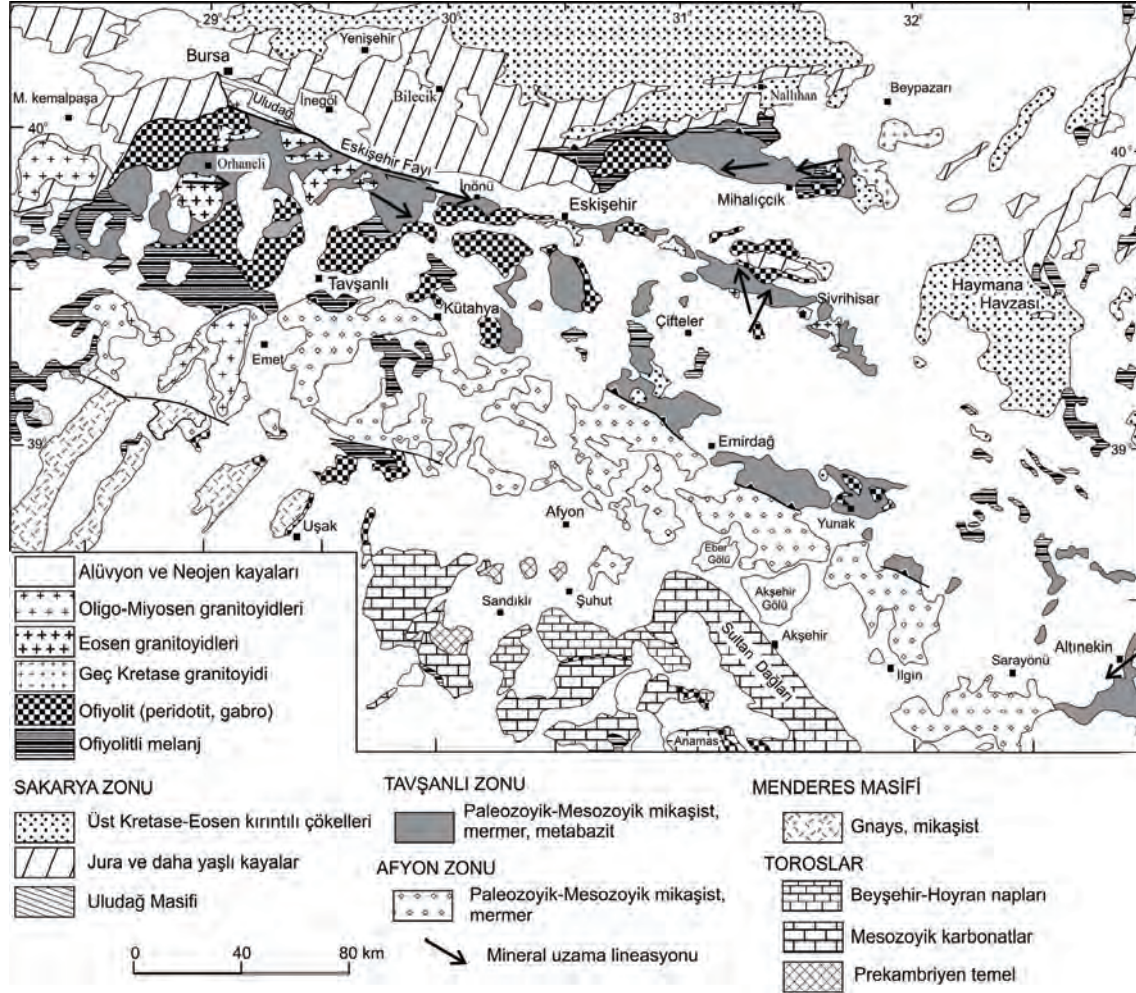 29°
30°
31°
32°
Yenişehir
Bursa
M. kemalpaşa
Uludağ
İnegöl
Bilecik
Nallıhan
Beypazarı
40°
40°
Orhaneli
Eskişehir Fayı
İnönü
Eskişehir
Mihalıçcık
Tavşanlı
Kütahya
Sivrihisar
Çifteler
Haymana
Havzası
Emet
39°
39
Emirdağ
Afyon
Yunak
Uşak
Eber
Gölü
Sandıklı
Şuhut
Akşehir
Gölü
Sultan Dağları
Akşehir
Ilgın
Sarayönü
Altınekin
Anamas
Alüvyon ve Neojen kayaları
Oligo-Miyosen granitoyidleri
Eosen granitoyidleri
Geç Kretase granitoyidi
Ofiyolit (peridotit, gabro)
Ofiyolitli melanj
SAKARYA ZONU
Üst Kretase-Eosen kırıntılı çökelleri
Jura ve daha yaşlı kayalar
Uludağ Masifi
0 40 80 km
TAVŞANLI ZONU
Paleozoyik-Mesozoyik mikaşist,
mermer, metabazit
AFYON ZONU
Paleozoyik-Mesozoyik mikaşist,
mermer
Mineral uzama lineasyonu
MENDERES MASİFİ
Gnays, mikaşist
TOROSLAR
Beyşehir-Hoyran napları
Mesozoyik karbonatlar
Prekambriyen temel